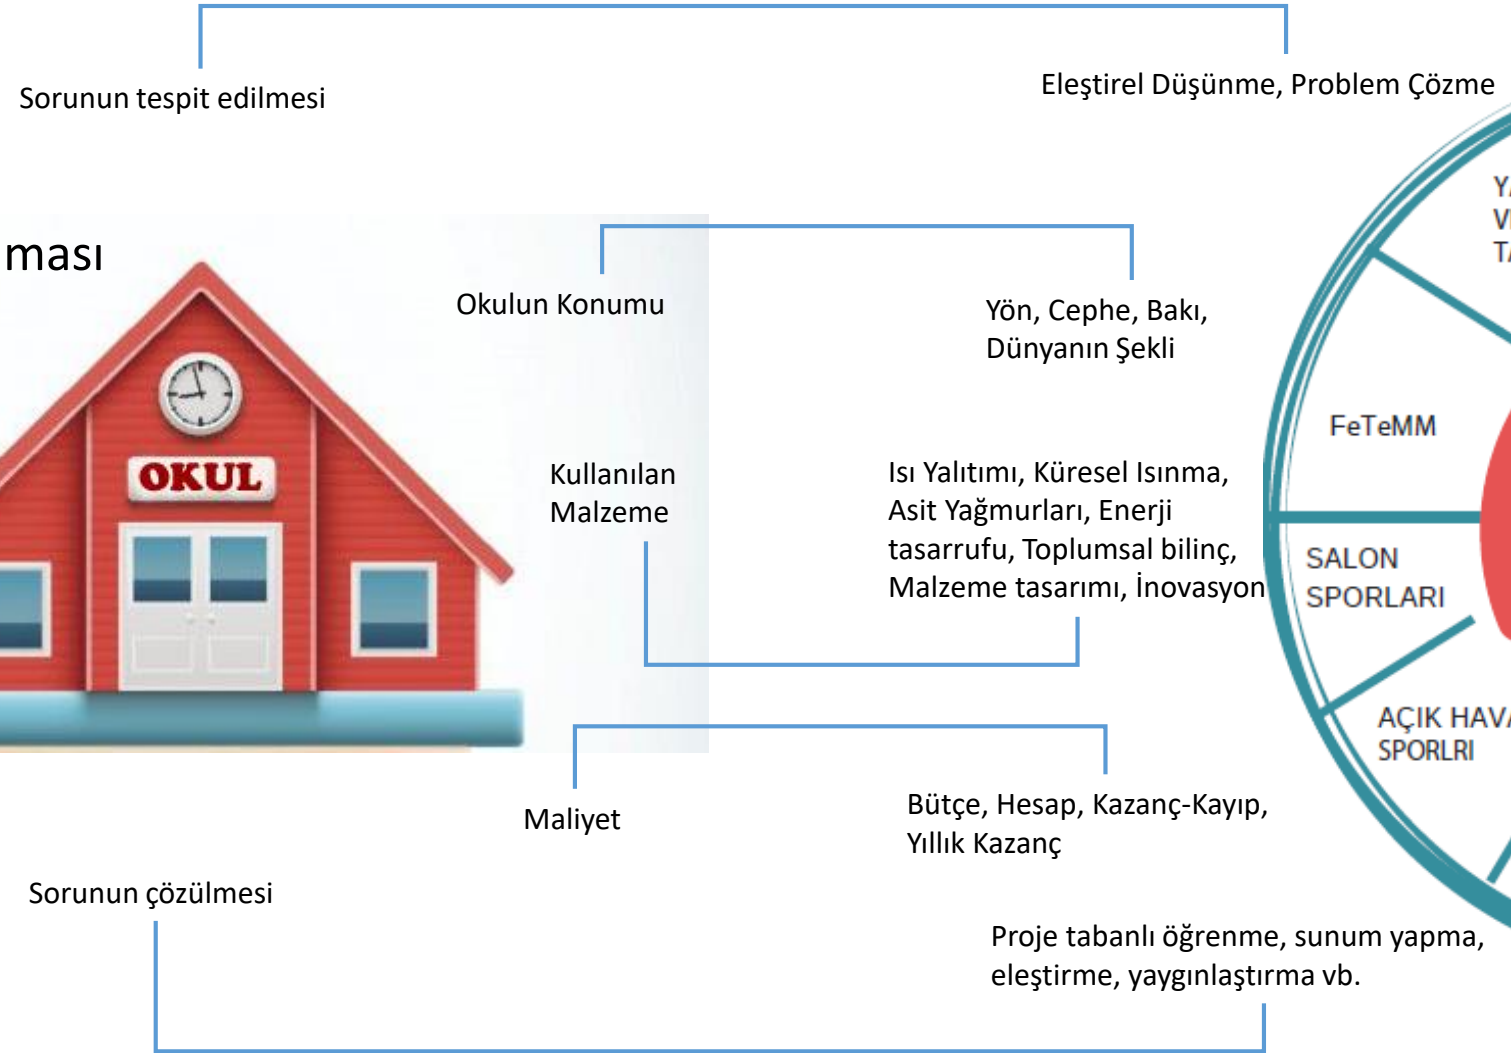 Sorunun tespit edilmesi
Eleştirel Düşünme, Problem Çözme
ması
Okulun Konumu
Yön, Cephe, Bakı,
Dünyanın Şekli
OKUL
Kullanılan
Malzeme
Isı Yalıtımı, Küresel Isınma,
Asit Yağmurları, Enerji
tasarrufu, Toplumsal bilinç,
Malzeme tasarımı, İnovasyon
FeTeMM
SALON
SPORLARI
AÇIK HAVA
SPORLRI
Maliyet
Bütçe, Hesap, Kazanç-Kayıp,
Yıllık Kazanç
Sorunun çözülmesi
Proje tabanlı öğrenme, sunum yapma,
eleştirme, yaygınlaştırma vb.